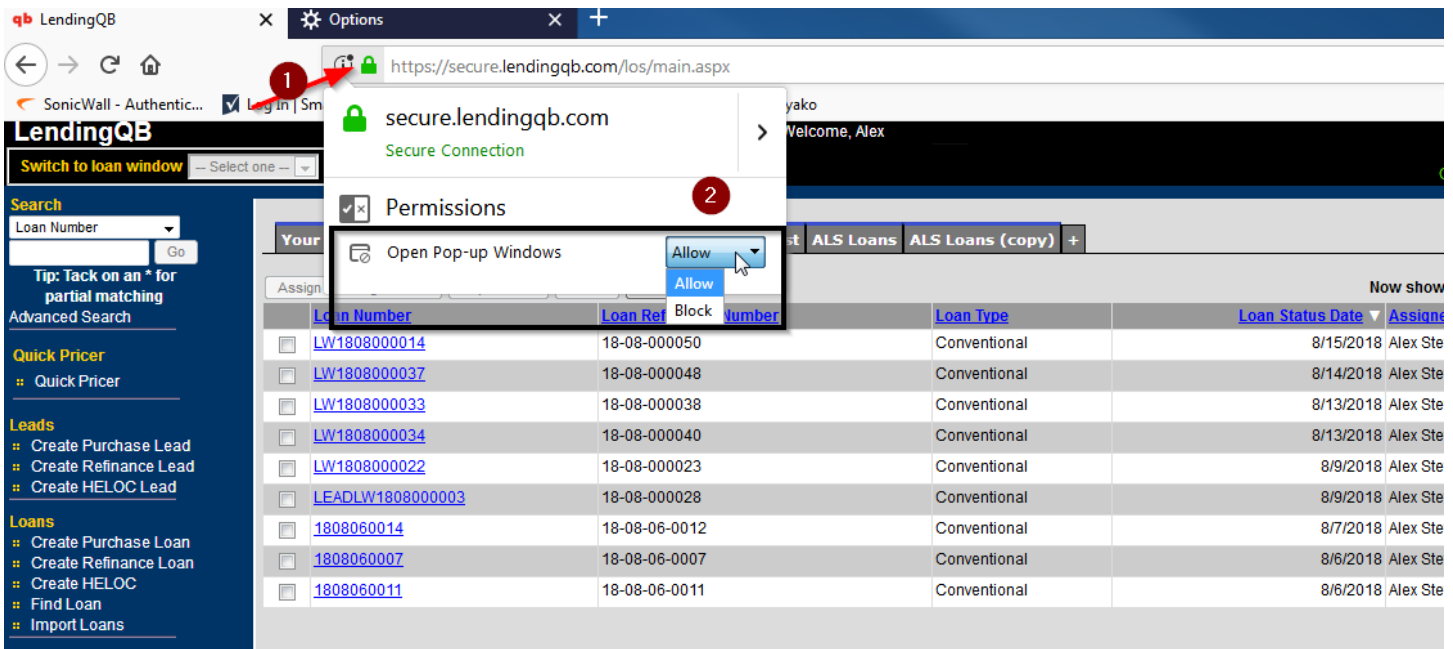 qb LendingQB
Options
https://secure.lendingqb.com/los/main.aspx
1
SonicWall - Authentic...
Log In | Sm
yako
LendingQB
Welcome, Alex
Switch to loan window
-- Select one --
secure.lendingqb.com
Secure Connection
Permissions
2
Open Pop-up Windows
Allow
Allow
Block
Search
Loan Number
Go
Tip: Tack on an * for
partial matching
Advanced Search
Quick Pricer
Quick Pricer
Leads
Create Purchase Lead
Create Refinance Lead
Create HELOC Lead
Loans
Create Purchase Loan
Create Refinance Loan
Create HELOC
Find Loan
Import Loans
Your
st
ALS Loans
ALS Loans (copy)
+
Assign
Now show
Loan Number
Loan Ref
Number
Loan Type
Loan Status Date
Assigne
LW1808000014 18-08-000050 Conventional 8/15/2018 Alex Ste
LW1808000037 18-08-000048 Conventional 8/14/2018 Alex Ste
LW1808000033 18-08-000038 Conventional 8/13/2018 Alex Ste
LW1808000034 18-08-000040 Conventional 8/13/2018 Alex Ste
LW1808000022 18-08-000023 Conventional 8/9/2018 Alex Ste
LEADLW1808000003 18-08-000028 Conventional 8/9/2018 Alex Ste
1808060014 18-08-06-0012 Conventional 8/7/2018 Alex Ste
1808060007 18-08-06-0007 Conventional 8/6/2018 Alex Ste
1808060011 18-08-06-0011 Conventional 8/6/2018 Alex Ste